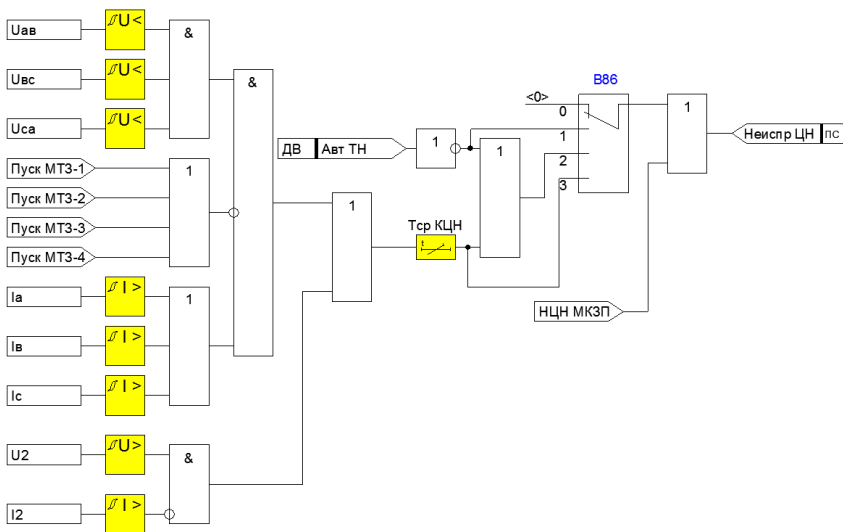 Uав
U<
&
Uвс
U<
Uса
U<
&
Пуск МТЗ-1
Пуск МТЗ-2
Пуск МТЗ-3
Пуск МТЗ-4
1
Iа
I >
1
Iв
I >
Iс
I >
U2
U>
&
I2
I >
1
ДВ
Авт ТН
1
1
Тср КЦН
t
В86
<0>
0
1
2
3
НЦН МКЗП
1
Неиспр ЦН
ПС